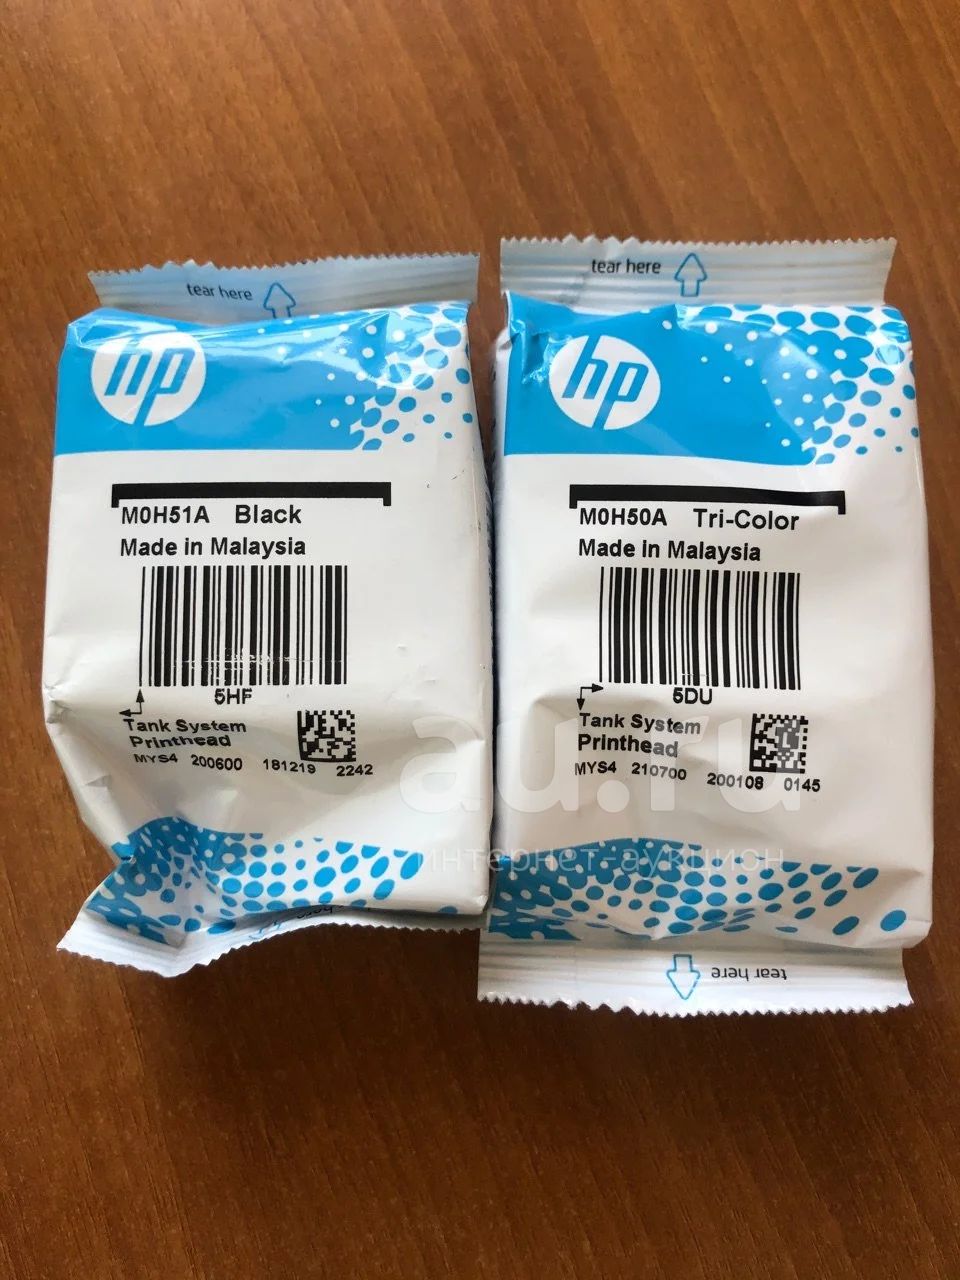 tear here
hp
M0H51A Black
Made in Malaysia
5HF
Tank System
Printhead
MYS4 200600 181219 2242
tear here
hp
M0H50A Tri-Color
Made in Malaysia
5DU
Tank System
Printhead
MYS4 210700 200108 0145
tear here
au.ru
интернет-аукцион